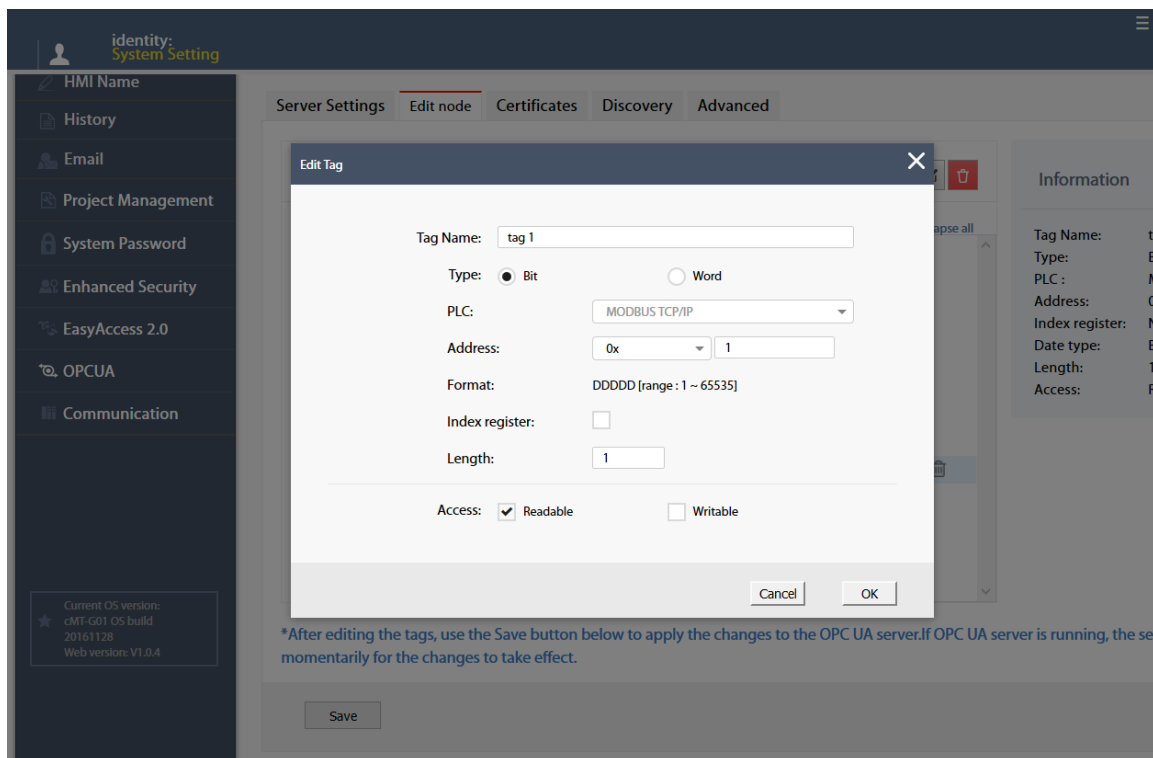 identity:
System Setting
HMI Name
History
Email
Project Management
System Password
Enhanced Security
EasyAccess 2.0
OPCUA
Communication
Current OS version:
cMT-G01 OS build
20161128
Web version: V1.0.4
Server Settings Edit node Certificates Discovery Advanced
Edit Tag
Tag Name: tag 1
Type: Bit Word
PLC: MODBUS TCP/IP
Address: 0x 1
Format: DDDDD [range : 1 ~ 65535]
Index register:
Length: 1
Access: Readable Writable
Cancel OK
all
Information
Tag Name:
Type:
PLC :
Address:
Index register:
Date type:
Length:
Access:
*After editing the tags, use the Save button below to apply the changes to the OPC UA server.If OPC UA server is running, the
momentarily for the changes to take effect.
Save